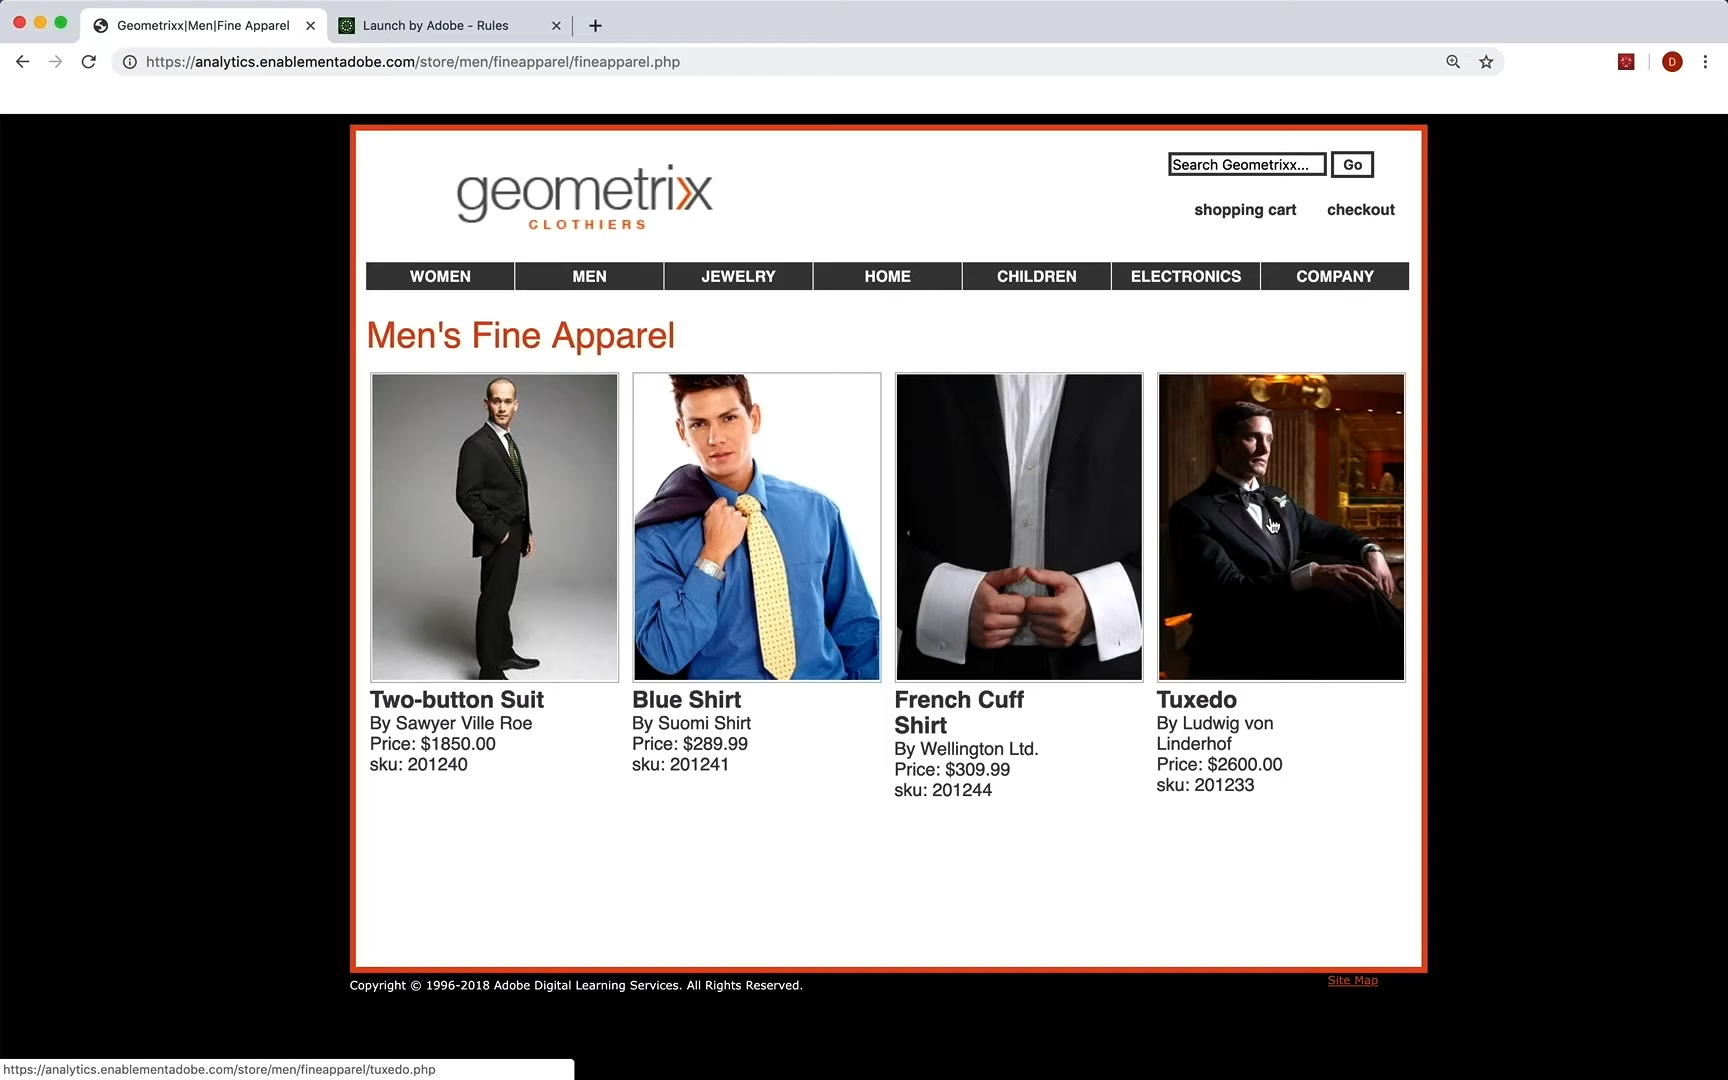 Geometrixx|Men|Fine Apparel
Launch by Adobe - Rules
https://analytics.enablementadobe.com/store/men/fineapparel/fineapparel.php
D
geometrixx
CLOTHIERS
Search Geometrixx...
Go
shopping cart
checkout
WOMEN
MEN
JEWELRY
HOME
CHILDREN
ELECTRONICS
COMPANY
Men's Fine Apparel
Two-button Suit
By Sawyer Ville Roe
Price: $1850.00
sku: 201240
Blue Shirt
By Suomi Shirt
Price: $289.99
sku: 201241
French Cuff
Shirt
By Wellington Ltd.
Price: $309.99
sku: 201244
Tuxedo
By Ludwig von
Linderhof
Price: $2600.00
sku: 201233
Copyright © 1996-2018 Adobe Digital Learning Services. All Rights Reserved.
Site Map
https://analytics.enablementadobe.com/store/men/fineapparel/tuxedo.php